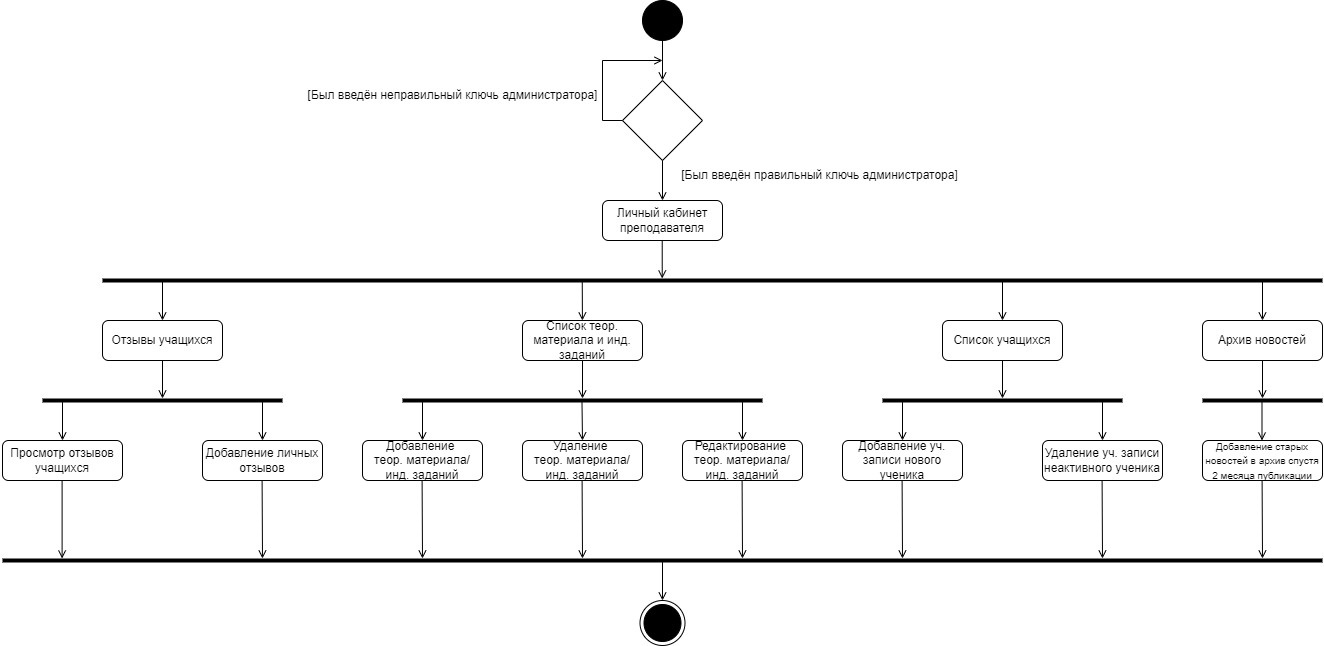 [Был введён неправильный ключь администратора]
[Был введён правильный ключь администратора]
Личный кабинет
преподавателя
Отзывы учащихся
Список теор.
материала и инд.
заданий
Список учащихся
Архив новостей
Просмотр отзывов
учащихся
Добавление личных
отзывов
Добавление
теор. материала/
инд. заданий
Удаление
теор. материала/
инд. заданий
Редактирование
теор. материала/
инд. заданий
Добавление уч.
записи нового
ученика
Удаление уч. записи
неактивного ученика
Добавление старых
новостей в архив спустя
2 месяца публикации